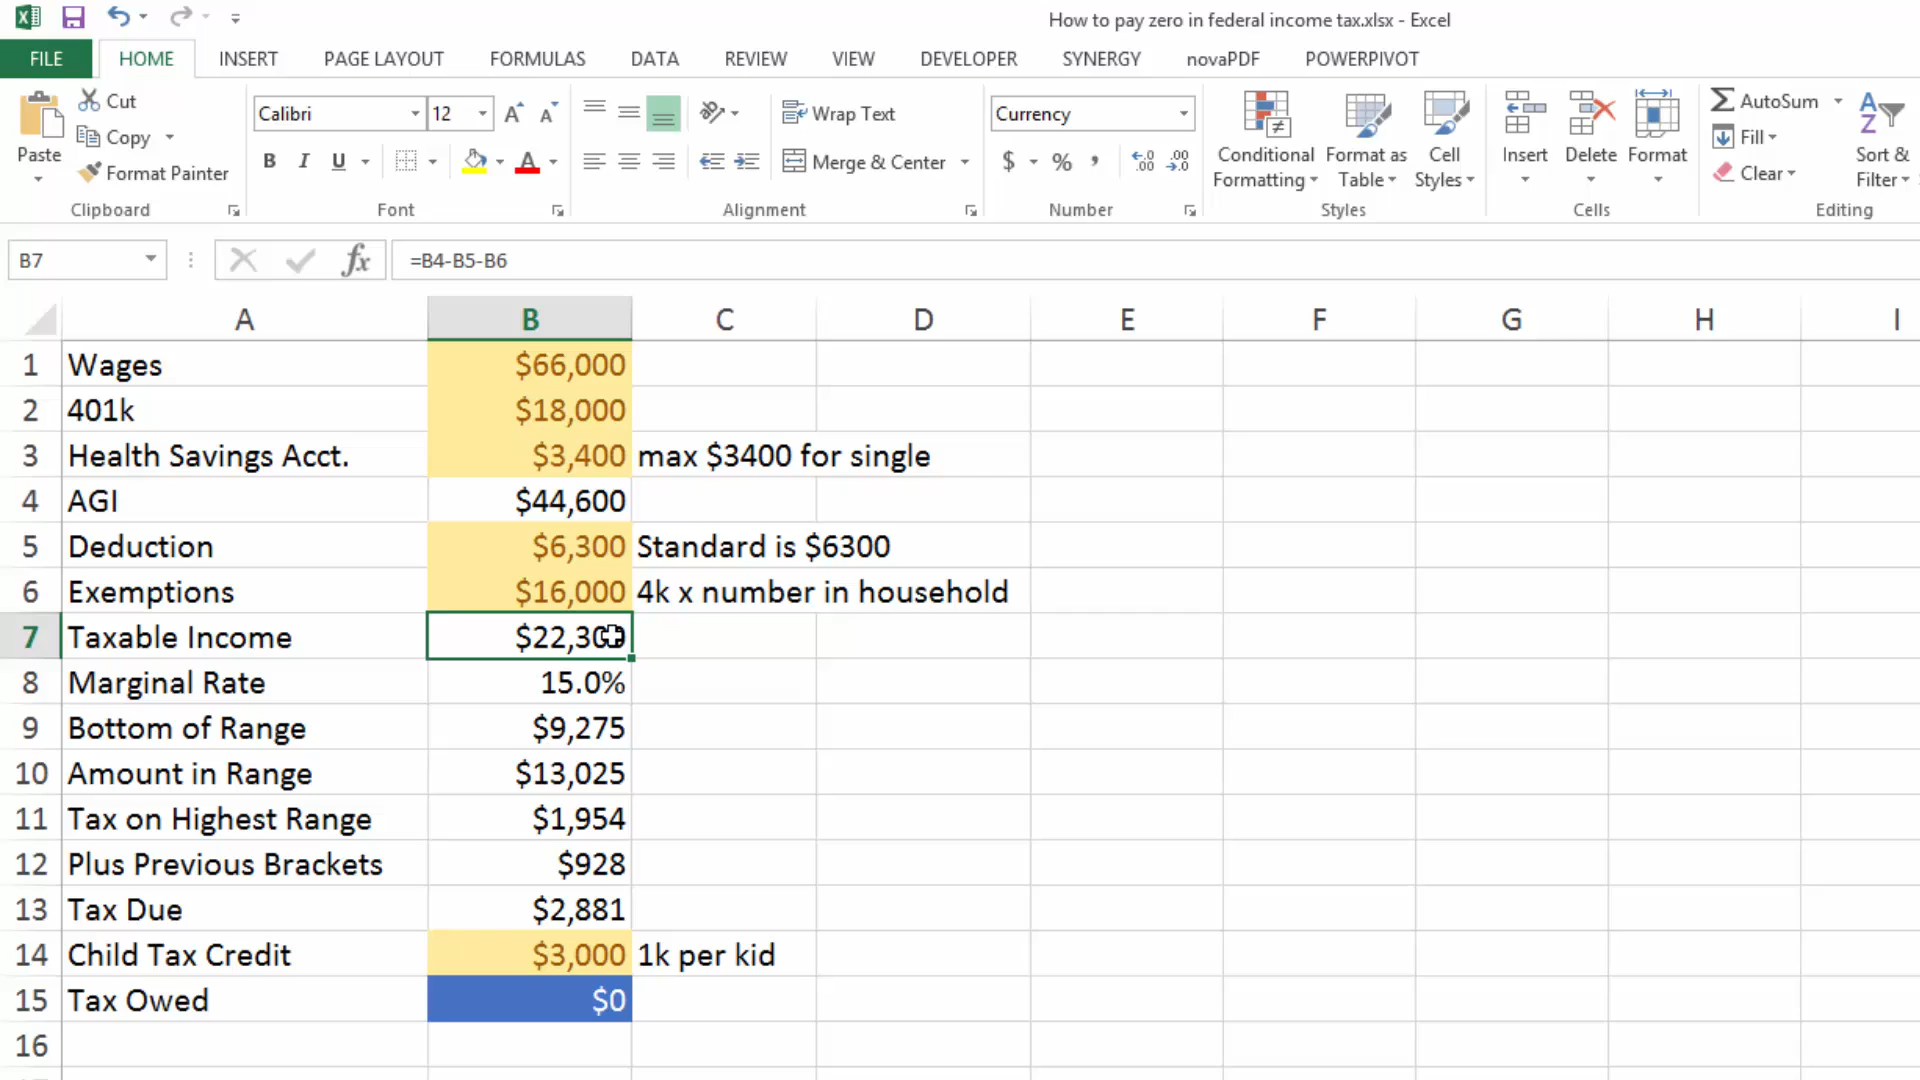 How to pay zero in federal income tax.xlsx - Excel
FILE HOME INSERT PAGE LAYOUT FORMULAS DATA REVIEW VIEW DEVELOPER SYNERGY novaPDF POWERPIVOT
Paste
Cut
Copy
Format Painter
Clipboard
Calibri 12
B I U A
Font
Wrap Text
Merge & Center
Alignment
Currency
$ % ,
Number
Conditional Formatting
Format as Table
Cell Styles
Styles
Insert
Delete
Format
Cells
AutoSum
Fill
Clear
Sort & Filter
Editing
B7 fx =B4-B5-B6
A B C D E F G H I
1 Wages $66,000
2 401k $18,000
3 Health Savings Acct. $3,400 max $3400 for single
4 AGI $44,600
5 Deduction $6,300 Standard is $6300
6 Exemptions $16,000 4k x number in household
7 Taxable Income $22,300
8 Marginal Rate 15.0%
9 Bottom of Range $9,275
10 Amount in Range $13,025
11 Tax on Highest Range $1,954
12 Plus Previous Brackets $928
13 Tax Due $2,881
14 Child Tax Credit $3,000 1k per kid
15 Tax Owed $0
16